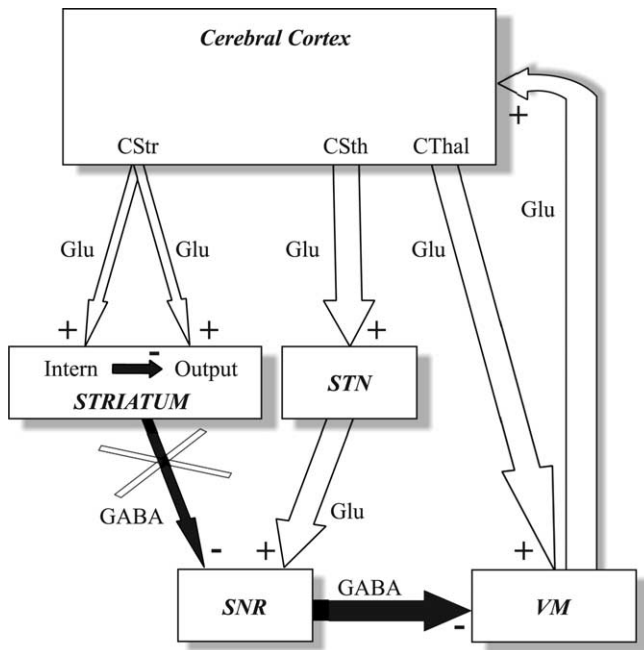 Cerebral Cortex
+
CStr CSth CThal
Glu Glu Glu Glu Glu
+ + +
- 
Intern Output
STRIATUM
STN
GABA
Glu
- + +
GABA
SNR
VM
-